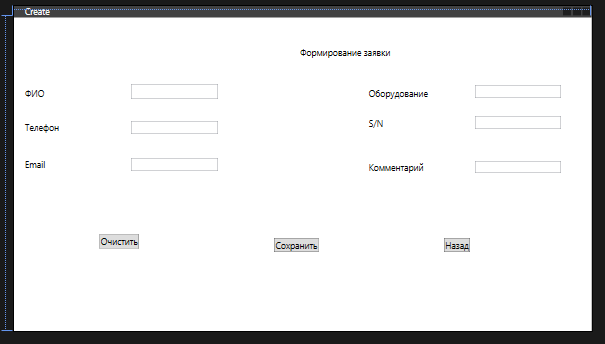 Create
Формирование заявки
ФИО
Оборудование
Телефон
S/N
Email
Комментарий
Очистить
Сохранить
Назад